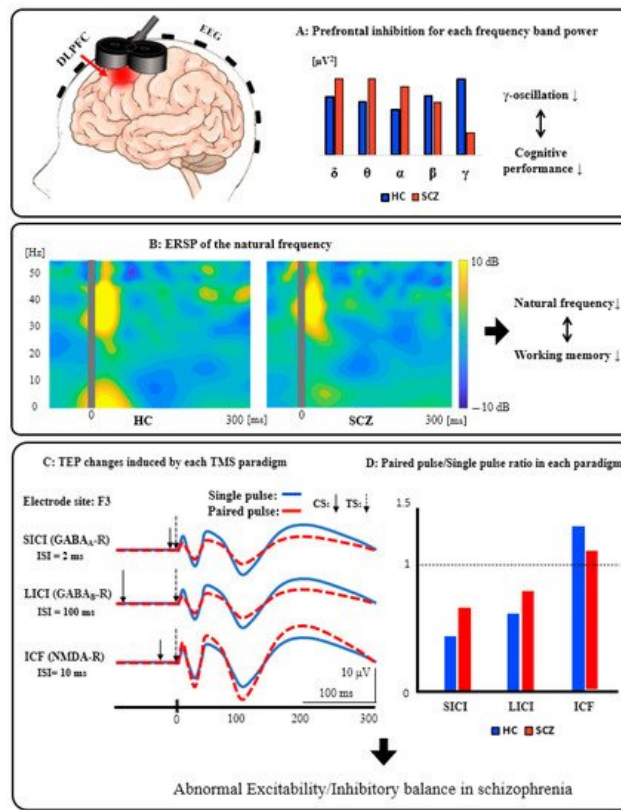 DLPFC
EEG
A: Prefrontal inhibition for each frequency band power
[μV²]
δ θ α β γ
HC SCZ
γ-oscillation ↓
Cognitive
performance ↓
B: ERSP of the natural frequency
[Hz]
50
40
30
20
10
0
0 300 [ms]
HC
0 300 [ms]
SCZ
10 dB
−10 dB
Natural frequency↓
Working memory ↓
C: TEP changes induced by each TMS paradigm
Electrode site: F3
Single pulse:
Paired pulse:
CS: TS:
SICI (GABA_A-R)
ISI = 2 ms
LICI (GABA_B-R)
ISI = 100 ms
ICF (NMDA-R)
ISI= 10 ms
10 μV
100 ms
0 100 200 300
D: Paired pulse/Single pulse ratio in each paradigm
1.5
1
0
SICI LICI ICF
HC SCZ
Abnormal Excitability/Inhibitory balance in schizophrenia